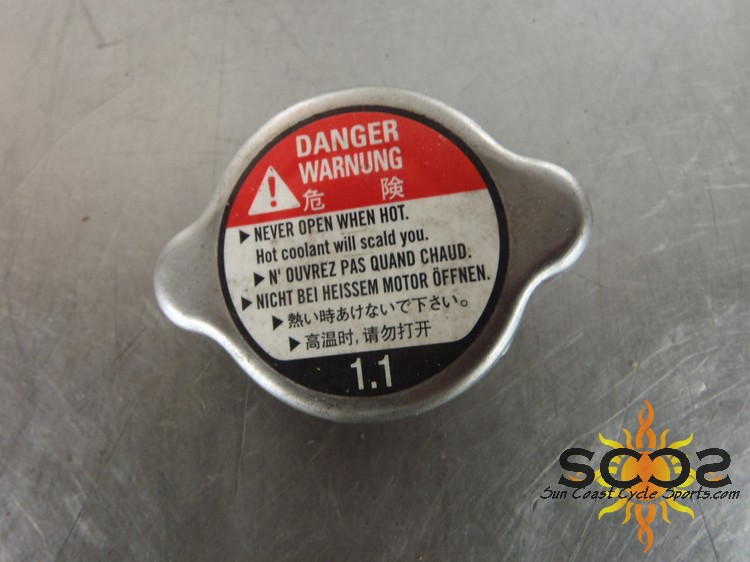 DANGER
WARNUNG
危 険
▶ NEVER OPEN WHEN HOT.
Hot coolant will scald you.
▶ N' OUVREZ PAS QUAND CHAUD.
▶ NICHT BEI HEISSEM MOTOR ÖFFNEN.
▶ 熱い時あけないで下さい。
▶ 高温时,请勿打开
1.1
SCCS
Sun Coast Cycle Sports.com